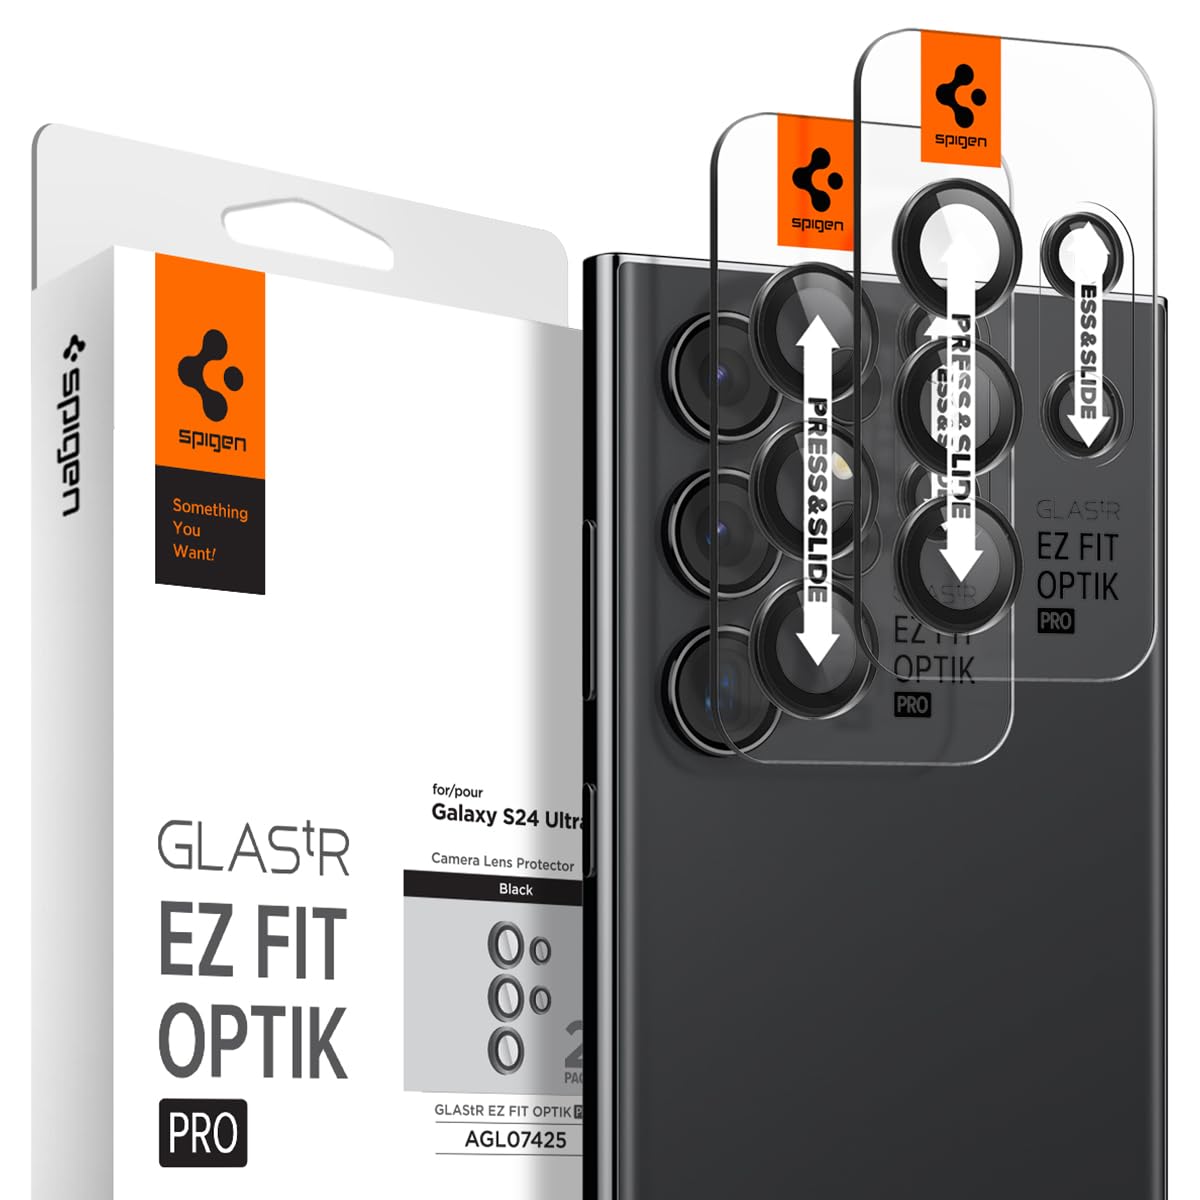 spigen
spigen
Something
You
Want!
GLAStR
EZ FIT
OPTIK
PRO
for/pour
Galaxy S24 Ultra
Camera Lens Protector
Black
2
GLAStR EZ FIT OPTIK
AGL07425
spigen
PRESS&SLIDE
EZ FIT
OPTIK
PRO
spigen
PRESS&SLIDE
ESS&SLIDE
GLAStR
EZ FIT
OPTIK
PRO